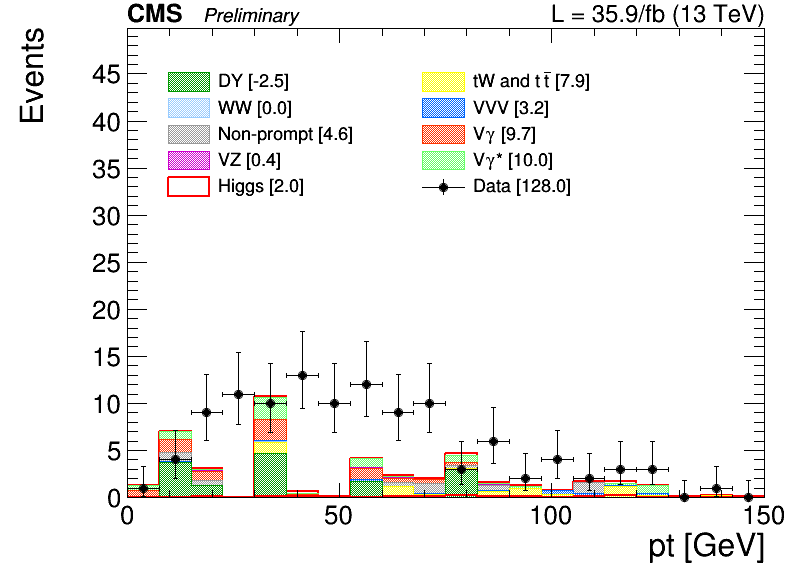 CMS Preliminary L = 35.9/fb (13 TeV)
Events
DY [-2.5]
WW [0.0]
Non-prompt [4.6]
VZ [0.4]
Higgs [2.0]
tW and tt̅ [7.9]
VVV [3.2]
Vγ [9.7]
Vγ* [10.0]
Data [128.0]
45
40
35
30
25
20
15
10
5
0
0 50 100 150
pt [GeV]